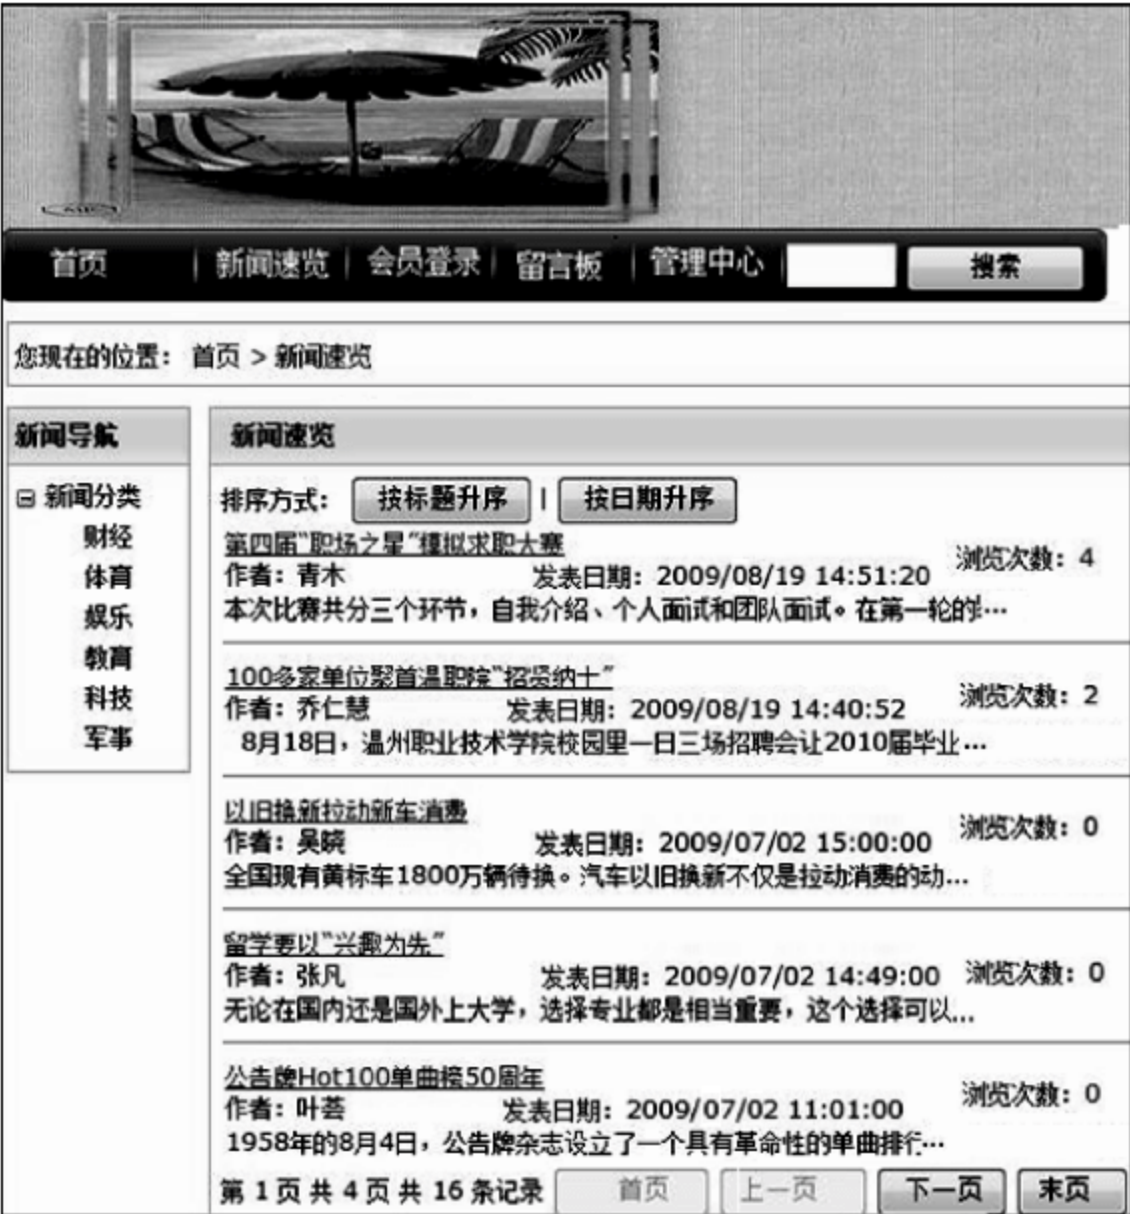 首页 | 新闻速览 | 会员登录 | 留言板 | 管理中心 搜索
您现在的位置： 首页 > 新闻速览
新闻导航
新闻分类
财经
体育
娱乐
教育
科技
军事
新闻速览
排序方式： 按标题升序 | 按日期升序
第四届“职场之星”模拟求职大赛
浏览次数：4
作者：青木 发表日期：2009/08/19 14:51:20
本次比赛共分三个环节，自我介绍、个人面试和团队面试。在第一轮的…
100多家单位聚首温职院“招贤纳士”
浏览次数：2
作者：乔仁慧 发表日期：2009/08/19 14:40:52
8月18日，温州职业技术学院校园里一日三场招聘会让2010届毕业…
以旧换新拉动新车消费
浏览次数：0
作者：吴晓 发表日期：2009/07/02 15:00:00
全国现有黄标车1800万辆待换。汽车以旧换新不仅是拉动消费的动...
留学要以“兴趣为先”
作者：张凡 发表日期：2009/07/02 14:49:00 浏览次数：0
无论在国内还是国外上大学，选择专业都是相当重要，这个选择可以...
公告牌Hot100单曲榜50周年
浏览次数：0
作者：叶荟 发表日期：2009/07/02 11:01:00
1958年的8月4日，公告牌杂志设立了一个具有革命性的单曲排行…
第 1 页 共 4 页 共 16 条记录 首页 上一页 下一页 末页